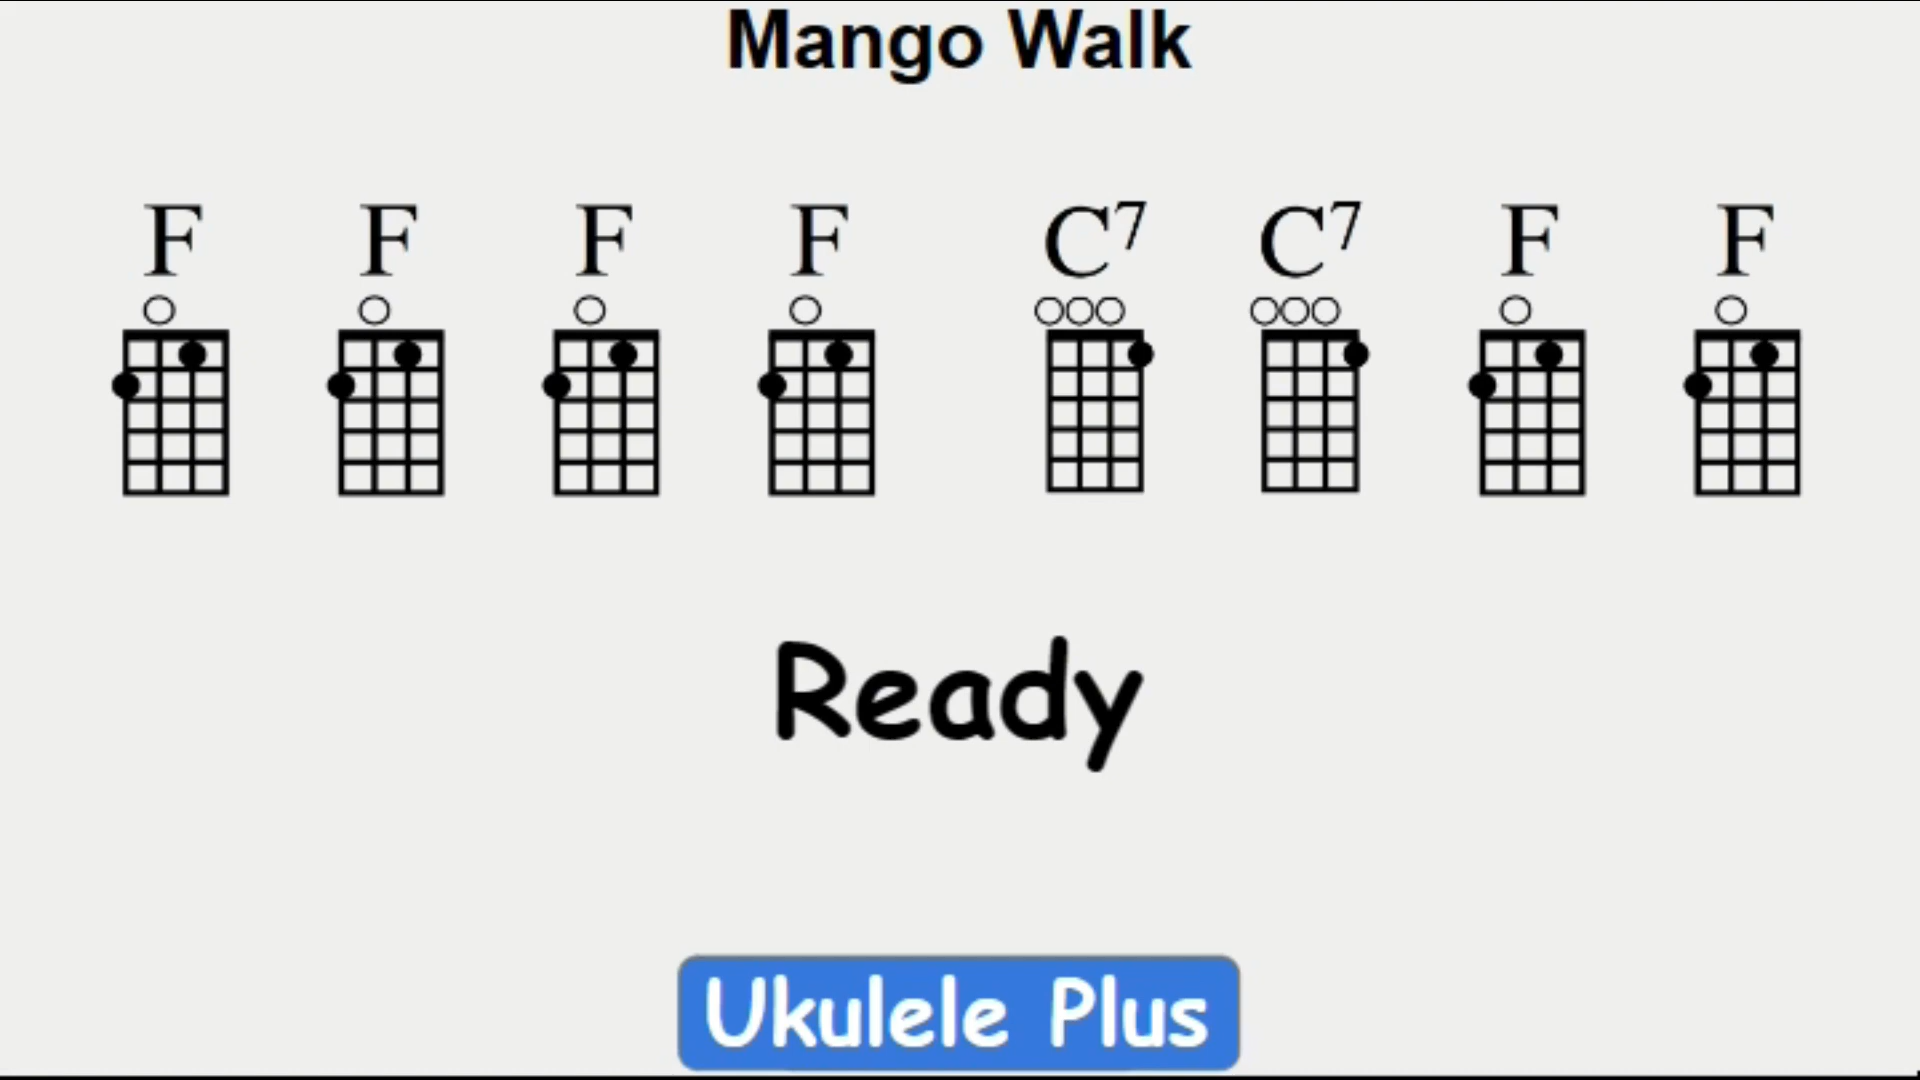 Mango Walk
F F F F C⁷ C⁷ F F
Ready
Ukulele Plus